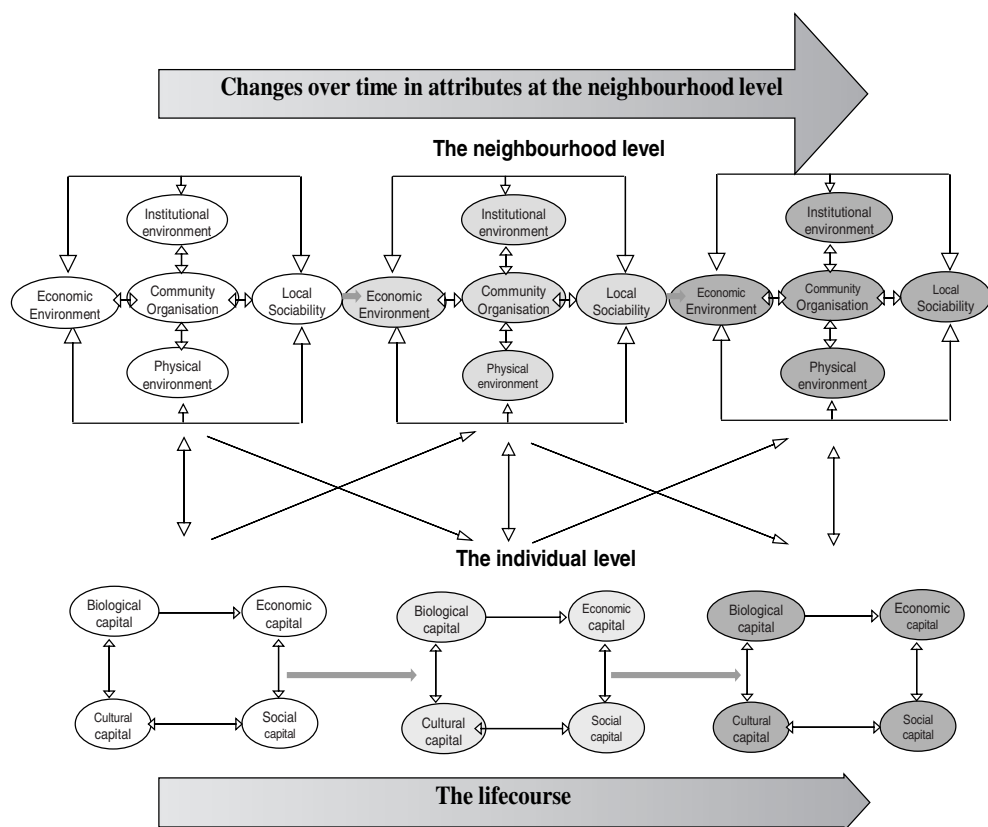 Changes over time in attributes at the neighbourhood level
The neighbourhood level
Institutional
environment
Economic
Environment
Community
Organisation
Local
Sociability
Physical
environment
Institutional
environment
Economic
Environment
Community
Organisation
Local
Sociability
Physical
environment
Institutional
environment
Economic
Environment
Community
Organisation
Local
Sociability
Physical
environment
The individual level
Biological
capital
Economic
capital
Cultural
capital
Social
capital
Biological
capital
Economic
capital
Cultural
capital
Social
capital
Biological
capital
Economic
capital
Cultural
capital
Social
capital
The lifecourse